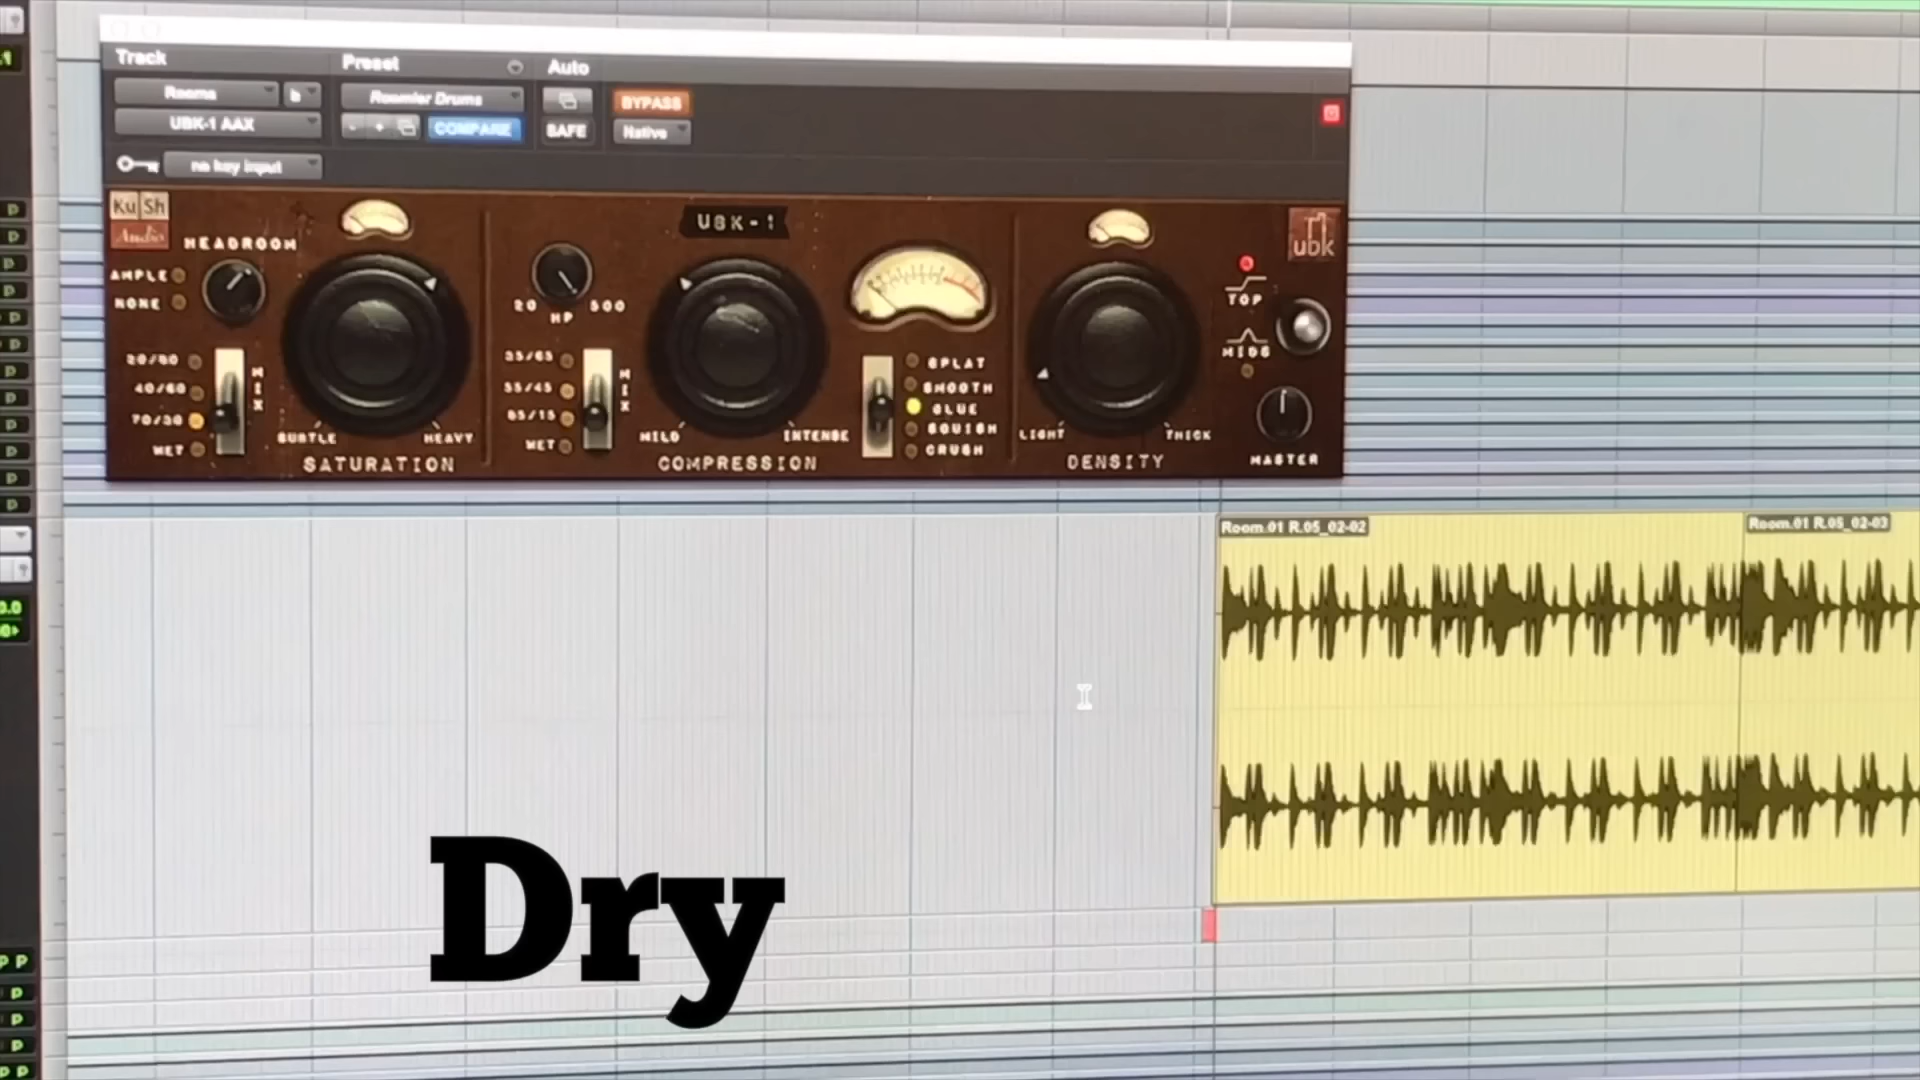 Track
Preset
Auto
Rooms
b
Roomier Drums
BYPASS
UBK-1 AAX
- +
COMPARE
SAFE
Native
no key input
Ku Sh
Audio
UBK-1
ubk
HEADROOM
AMPLE
NONE
20 500
HP
TOP
MIDS
20/80
40/60
70/30
WET
MIX
SUBTLE
HEAVY
SATURATION
35/65
55/45
85/15
WET
MIX
MILD
INTENSE
COMPRESSION
SPLAT
SMOOTH
GLUE
SQUISH
CRUSH
LIGHT
THICK
DENSITY
MASTER
Room.01 R.05_02-02
Room.01 R.05_02-03
Dry
P
P
P
P
P
P
P
P
P
P
P
P
P P
P
P
P
P P